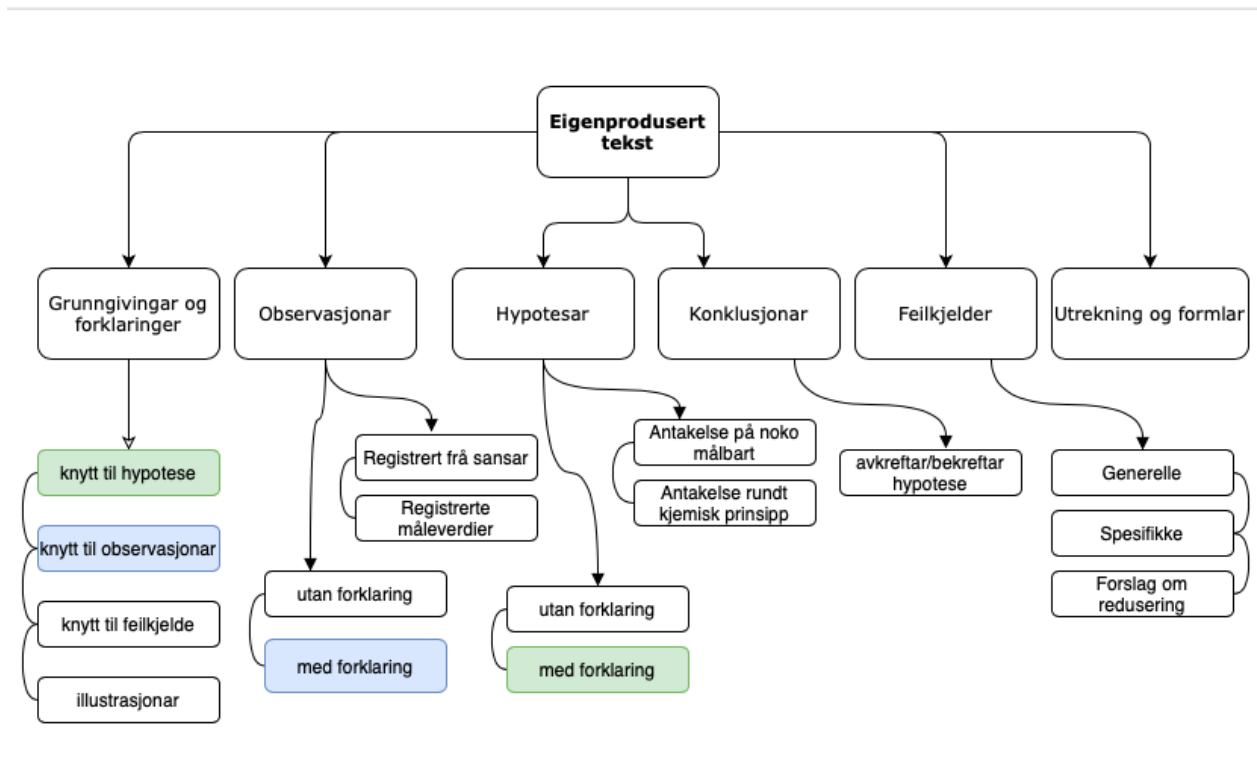 Eigenprodusert
tekst
Grunngivingar og
forklaringer
Observasjonar
Hypotesar
Konklusjonar
Feilkjelder
Utrekning og formlar
knytt til hypotese
knytt til observasjonar
knytt til feilkjelde
illustrasjonar
Registrert frå sansar
Registrerte
måleverdier
utan forklaring
med forklaring
Antakelse på noko
målbart
Antakelse rundt
kjemisk prinsipp
utan forklaring
med forklaring
avkreftar/bekreftar
hypotese
Generelle
Spesifikke
Forslag om
redusering